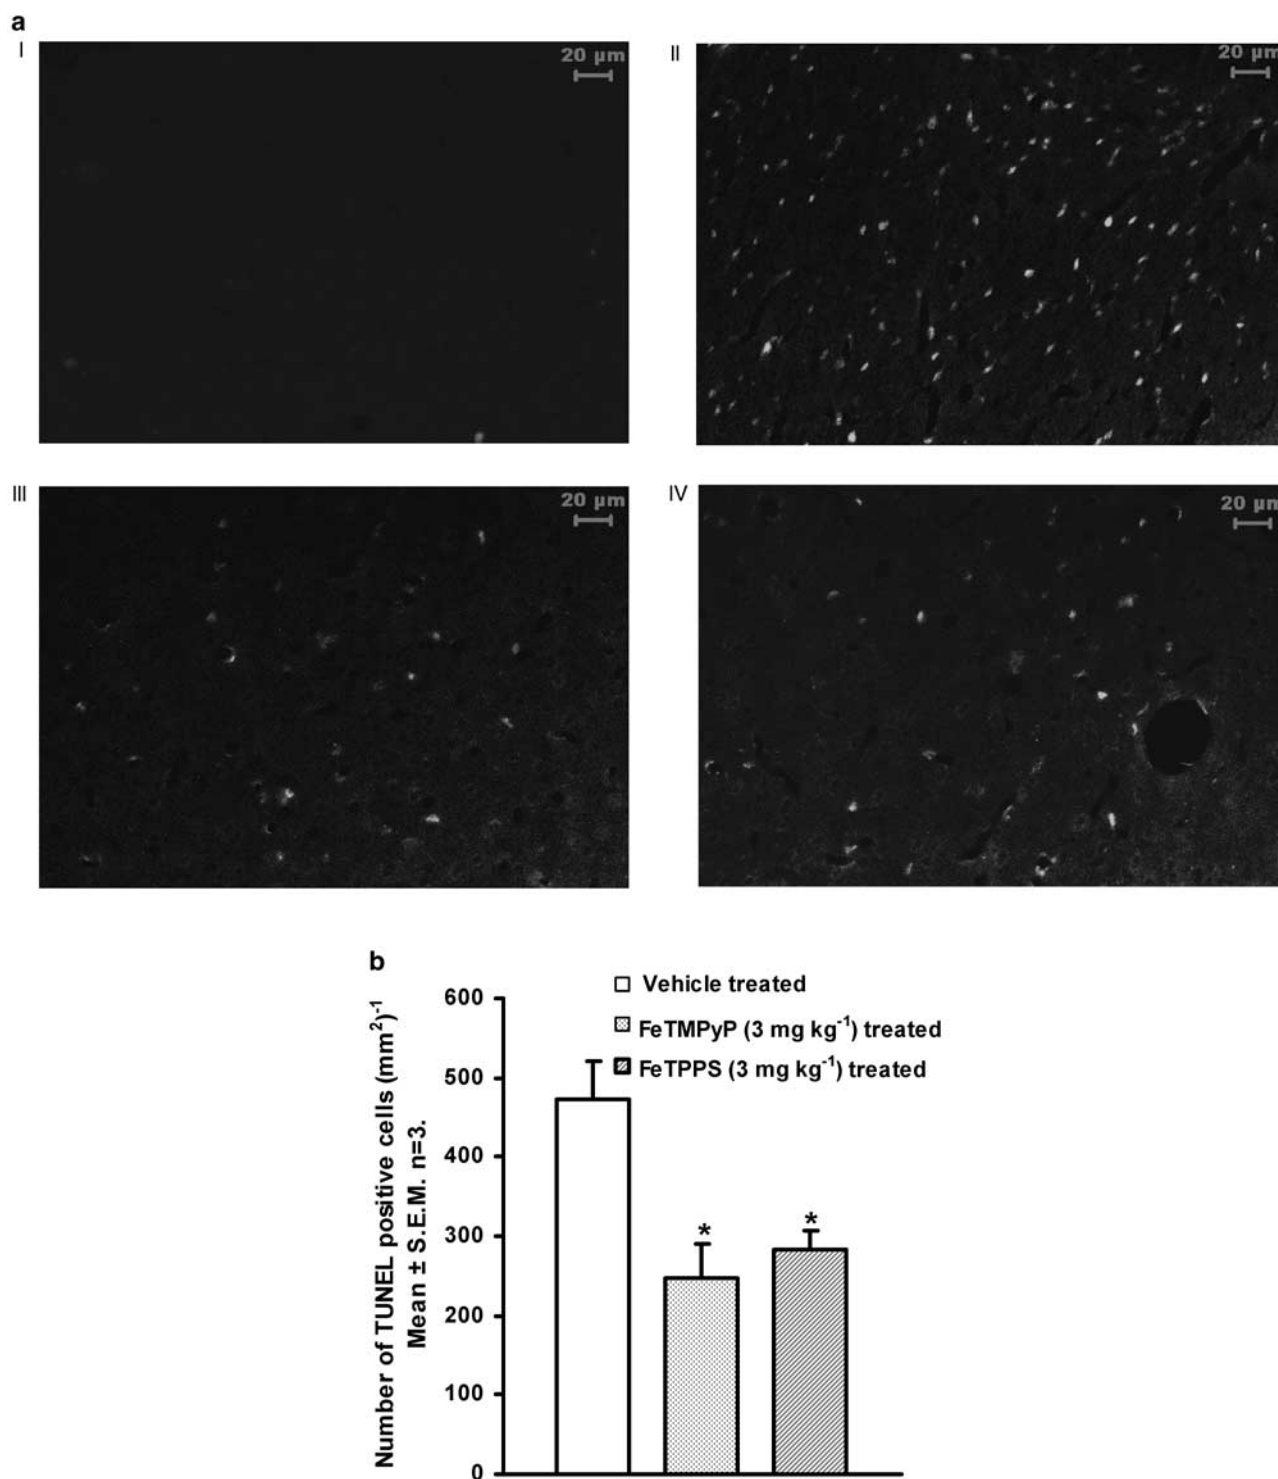 a
I
20 µm
II
20 µm
III
20 µm
IV
20 µm
b
Number of TUNEL positive cells (mm²)⁻¹
Mean ± S.E.M. n=3.
600
500
400
300
200
100
0
Vehicle treated
FeTMPyP (3 mg kg⁻¹) treated
FeTPPS (3 mg kg⁻¹) treated
*
*